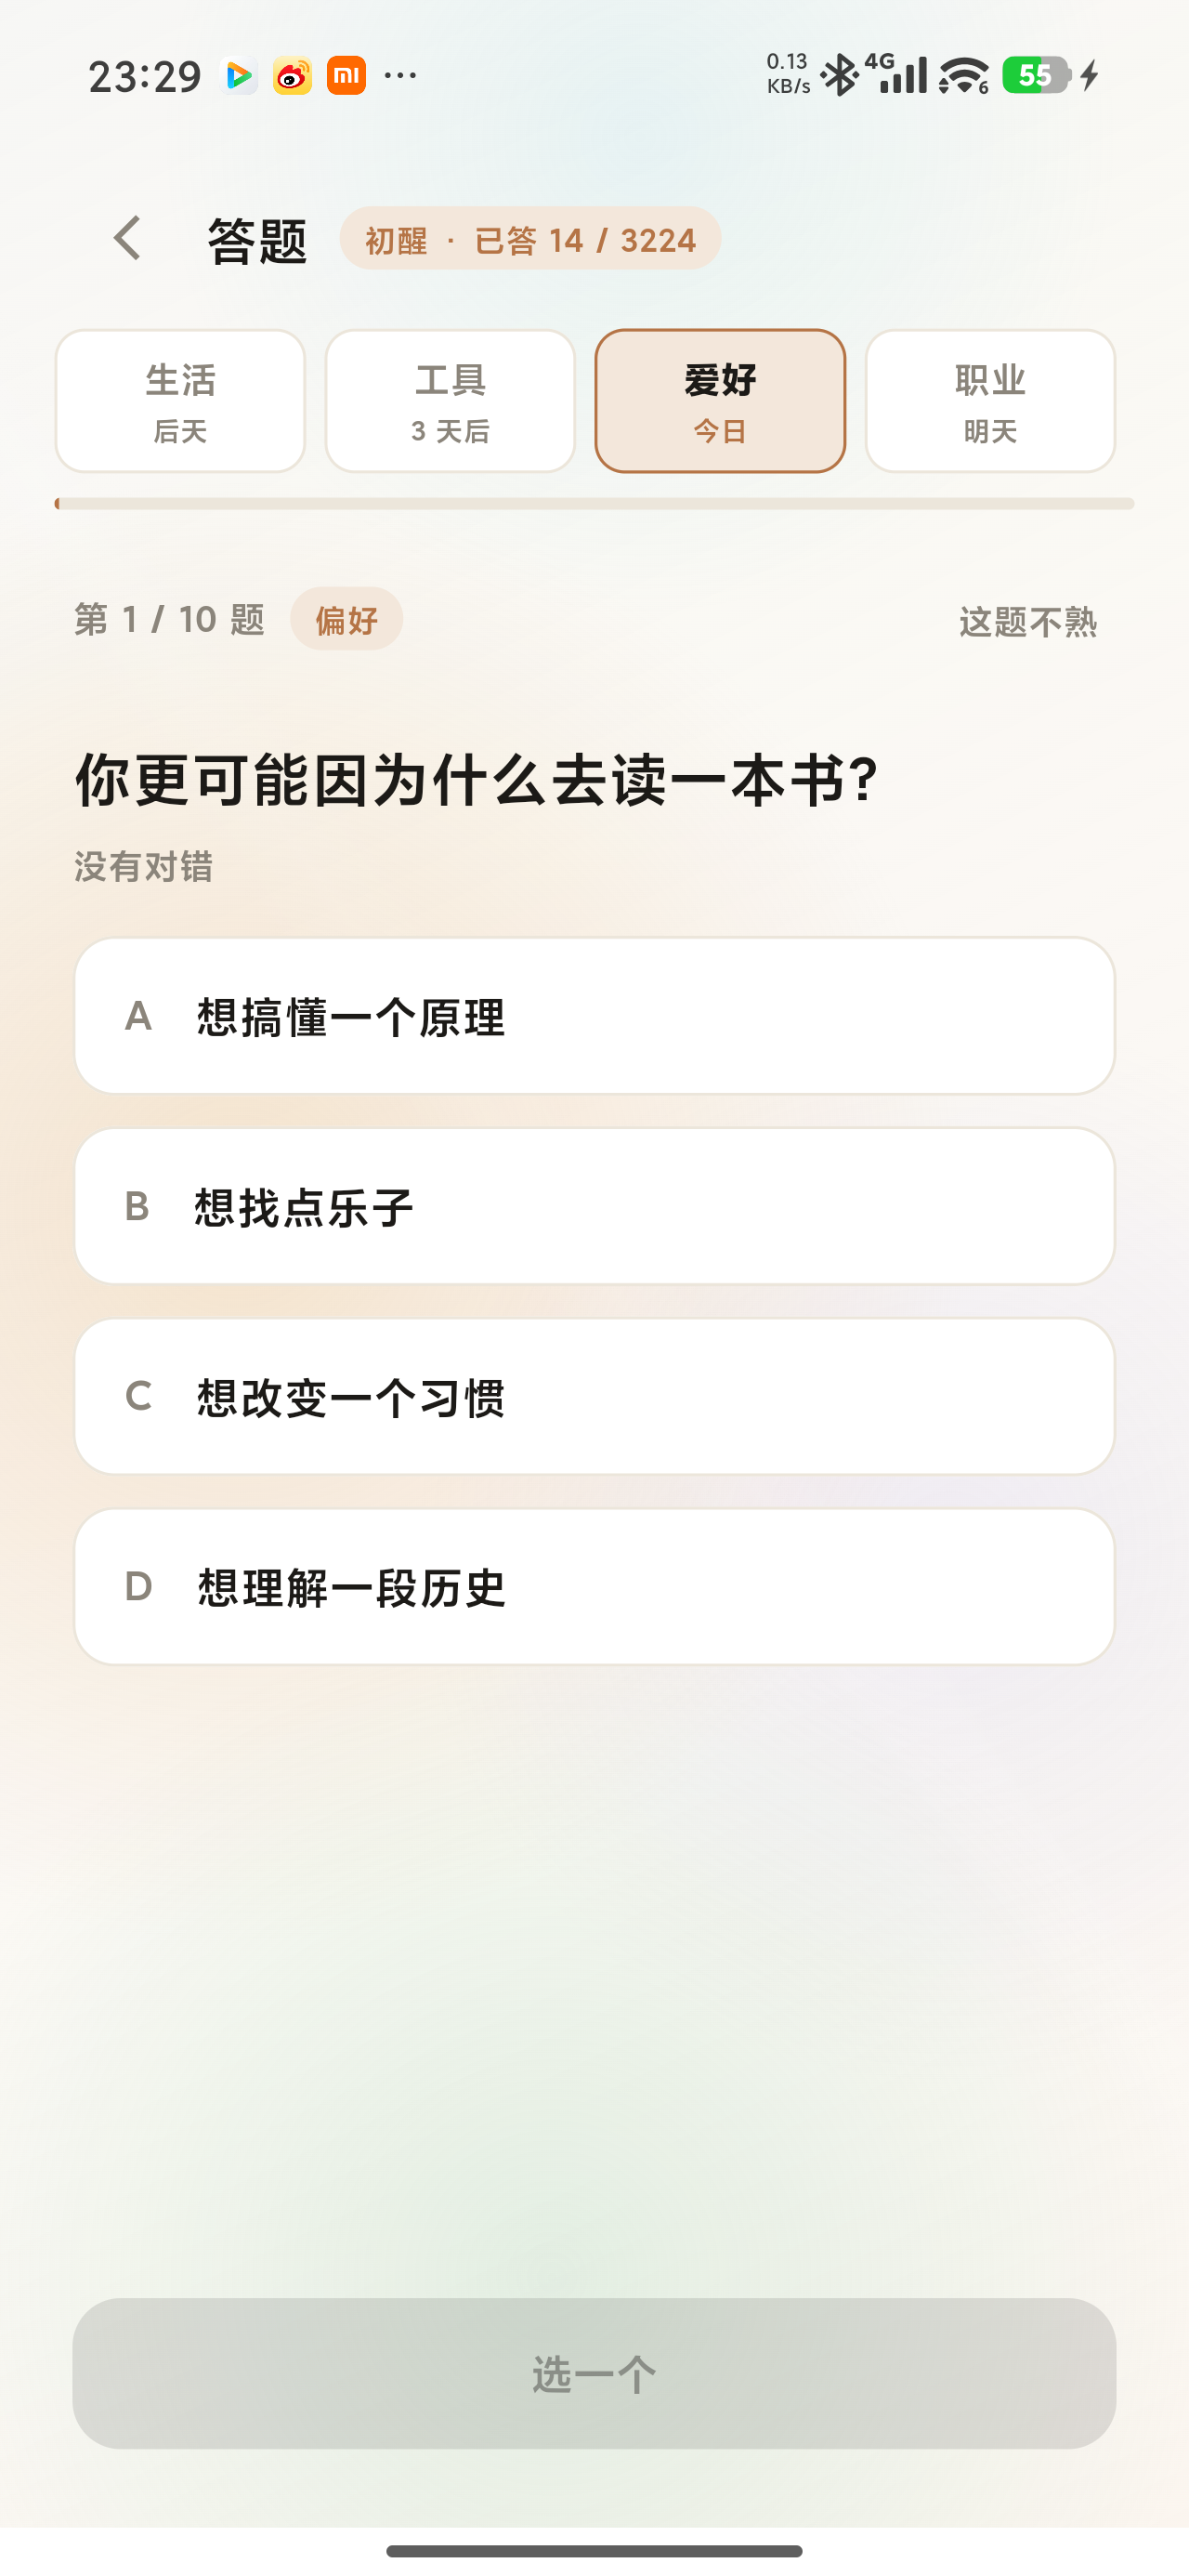 23:29
0.13
KB/s
4G
6
55
答题
初醒 · 已答 14 / 3224
生活
后天
工具
3 天后
爱好
今日
职业
明天
第 1 / 10 题
偏好
这题不熟
你更可能因为什么去读一本书?
没有对错
A 想搞懂一个原理
B 想找点乐子
C 想改变一个习惯
D 想理解一段历史
选一个